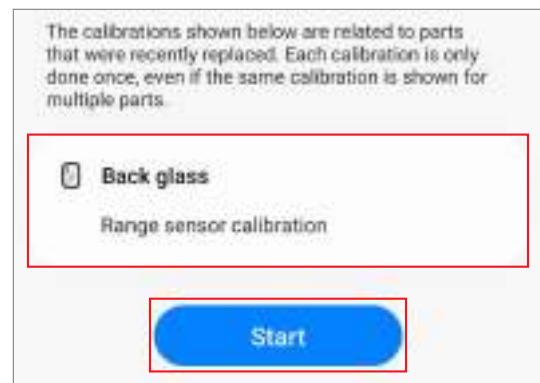 The calibrations shown below are related to parts
that were recently replaced. Each calibration is only
done once, even if the same calibration is shown for
multiple parts.
Back glass
Range sensor calibration
Start